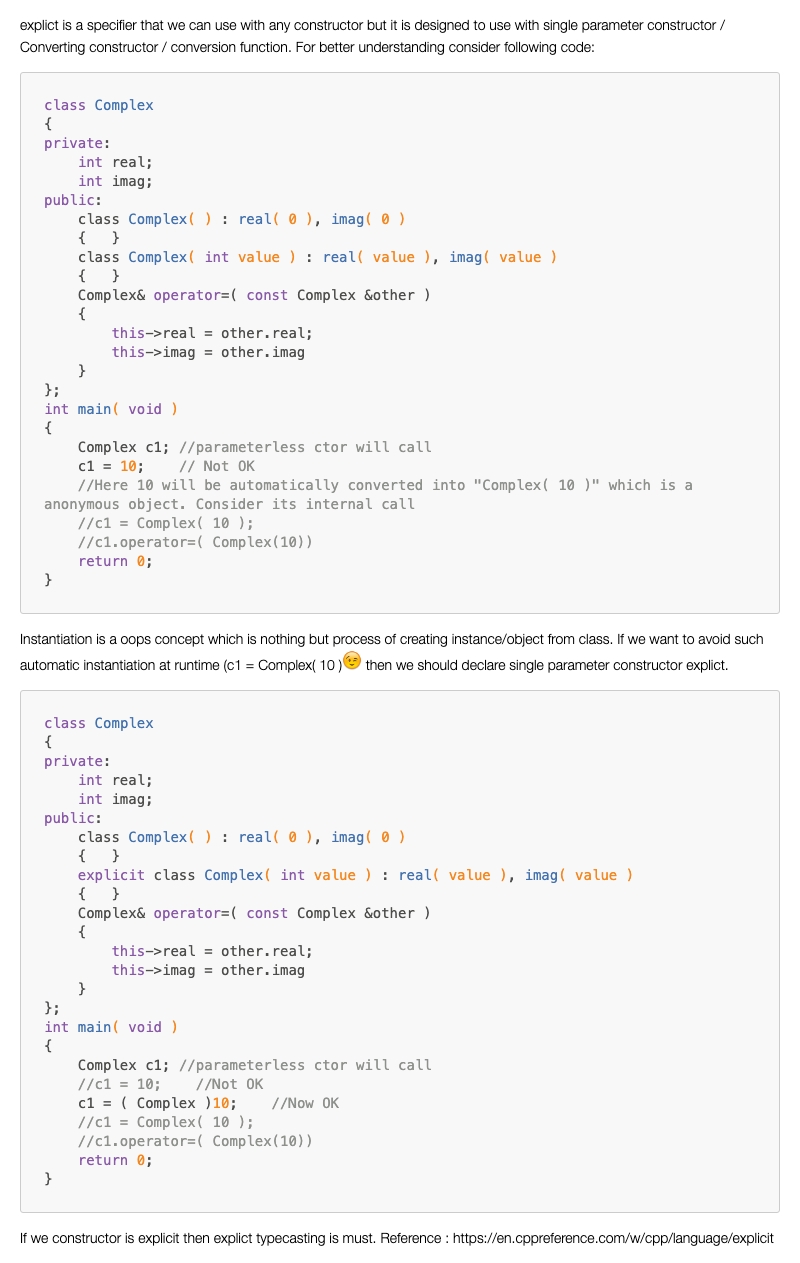 explict is a specifier that we can use with any constructor but it is designed to use with single parameter constructor /
Converting constructor / conversion function. For better understanding consider following code:
class Complex
{
private:
    int real;
    int imag;
public:
    class Complex( ) : real( 0 ), imag( 0 )
    {   }
    class Complex( int value ) : real( value ), imag( value )
    {   }
    Complex& operator=( const Complex &other )
    {
        this->real = other.real;
        this->imag = other.imag
    }
};
int main( void )
{
    Complex c1; //parameterless ctor will call
    c1 = 10;    // Not OK
    //Here 10 will be automatically converted into "Complex( 10 )" which is a
anonymous object. Consider its internal call
    //c1 = Complex( 10 );
    //c1.operator=( Complex(10))
    return 0;
}
Instantiation is a oops concept which is nothing but process of creating instance/object from class. If we want to avoid such
automatic instantiation at runtime (c1 = Complex( 10 )😉 then we should declare single parameter constructor explict.
class Complex
{
private:
    int real;
    int imag;
public:
    class Complex( ) : real( 0 ), imag( 0 )
    {   }
    explicit class Complex( int value ) : real( value ), imag( value )
    {   }
    Complex& operator=( const Complex &other )
    {
        this->real = other.real;
        this->imag = other.imag
    }
};
int main( void )
{
    Complex c1; //parameterless ctor will call
    //c1 = 10;    //Not OK
    c1 = ( Complex )10;    //Now OK
    //c1 = Complex( 10 );
    //c1.operator=( Complex(10))
    return 0;
}
If we constructor is explicit then explict typecasting is must. Reference : https://en.cppreference.com/w/cpp/language/explicit